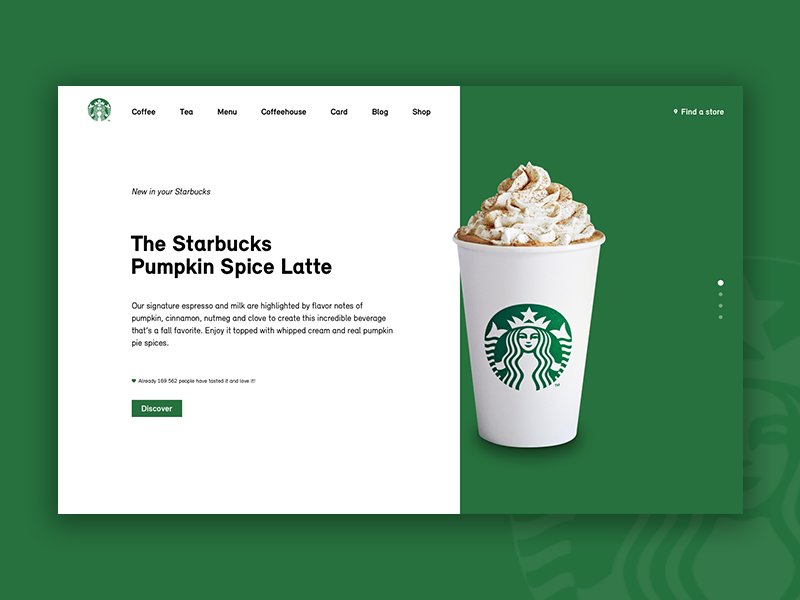 Coffee Tea Menu Coffeehouse Card Blog Shop
Find a store
New in your Starbucks
The Starbucks
Pumpkin Spice Latte
Our signature espresso and milk are highlighted by flavor notes of
pumpkin, cinnamon, nutmeg and clove to create this incredible beverage
that's a fall favorite. Enjoy it topped with whipped cream and real pumpkin
pie spices.
Already 169 562 people have tasted it and love it!
Discover
TM